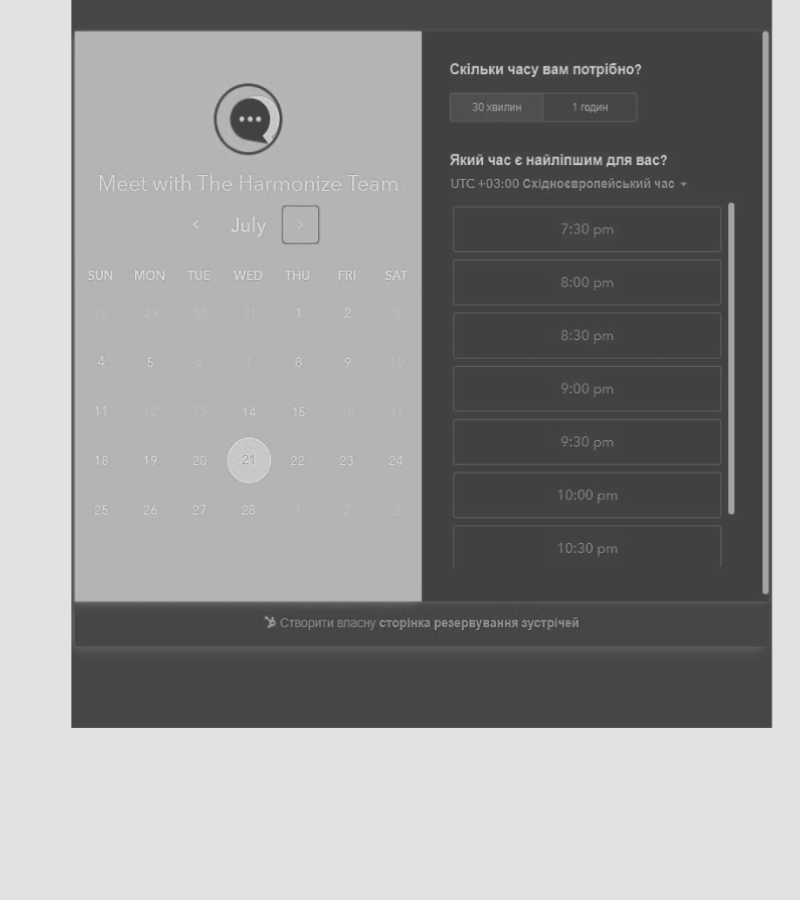 Meet with The Harmonize Team
July
SUN MON TUE WED THU FRI SAT
28 29 30 31 1 2 3
4 5 6 7 8 9 10
11 12 13 14 15 16 17
18 19 20 21 22 23 24
25 26 27 28 1 2 3
Скільки часу вам потрібно?
30 хвилин 1 годин
Який час є найліпшим для вас?
UTC +03:00 Східноєвропейський час
7:30 pm
8:00 pm
8:30 pm
9:00 pm
9:30 pm
10:00 pm
10:30 pm
Створити власну сторінка резервування зустрічей